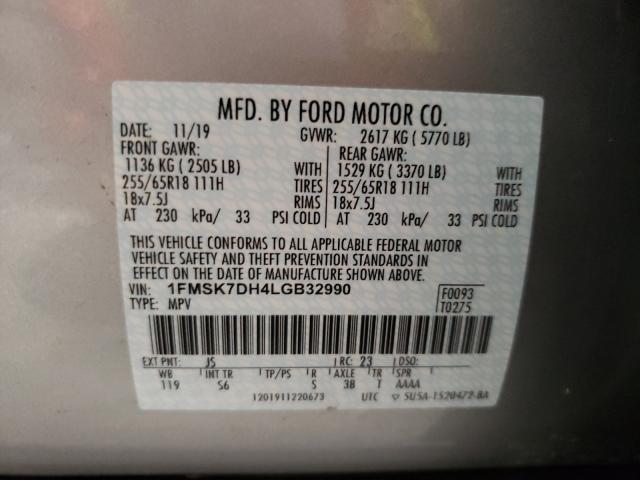 MFD. BY FORD MOTOR CO.
DATE: 11/19 GVWR: 2617 KG ( 5770 LB)
FRONT GAWR: REAR GAWR:
1136 KG ( 2505 LB) WITH 1529 KG ( 3370 LB) WITH
255/65R18 111H TIRES 255/65R18 111H TIRES
18x7.5J RIMS 18x7.5J RIMS
AT 230 kPa/ 33 PSI COLD AT 230 kPa/ 33 PSI COLD
THIS VEHICLE CONFORMS TO ALL APPLICABLE FEDERAL MOTOR
VEHICLE SAFETY AND THEFT PREVENTION STANDARDS IN
EFFECT ON THE DATE OF MANUFACTURE SHOWN ABOVE.
VIN: 1FMSK7DH4LGB32990 F0093
TYPE: MPV T0275
EXT PNT: JS RC: 23 DSO:
WB INT TR TP/PS R AXLE TR SPR
119 S6 S 3B T AAAA
1201911220673 UTC ▽ 5U5A-1520472-BA